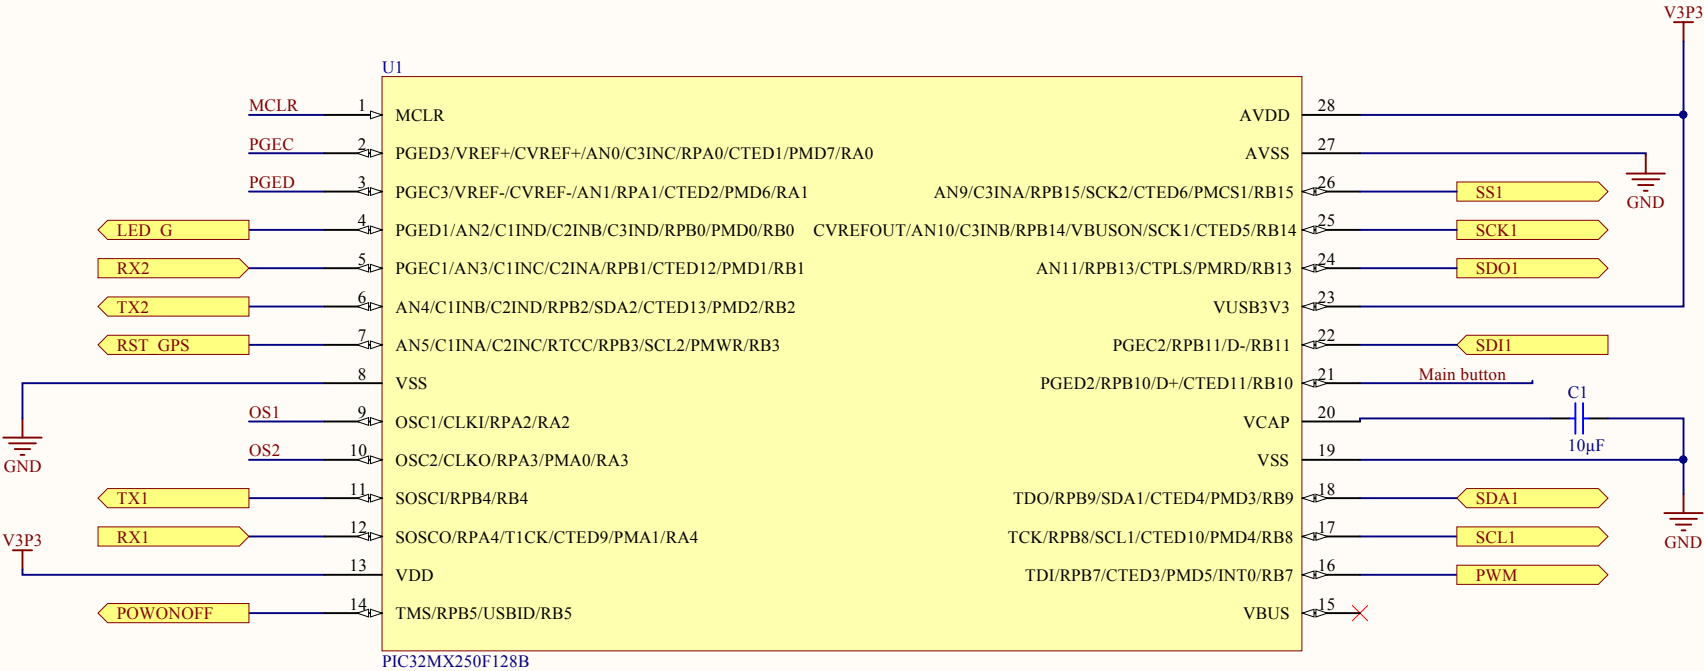 V3P3
U1
MCLR 1 MCLR AVDD 28
PGEC 2 PGED3/VREF+/CVREF+/AN0/C3INC/RPA0/CTED1/PMD7/RA0 AVSS 27
PGED 3 PGEC3/VREF-/CVREF-/AN1/RPA1/CTED2/PMD6/RA1 AN9/C3INA/RPB15/SCK2/CTED6/PMCS1/RB15 26 SS1
GND
LED G 4 PGED1/AN2/C1IND/C2INB/C3IND/RPB0/PMD0/RB0 CVREFOUT/AN10/C3INB/RPB14/VBUSON/SCK1/CTED5/RB14 25 SCK1
RX2 5 PGEC1/AN3/C1INC/C2INA/RPB1/CTED12/PMD1/RB1 AN11/RPB13/CTPLS/PMRD/RB13 24 SDO1
TX2 6 AN4/C1INB/C2IND/RPB2/SDA2/CTED13/PMD2/RB2 VUSB3V3 23
RST GPS 7 AN5/C1INA/C2INC/RTCC/RPB3/SCL2/PMWR/RB3 PGEC2/RPB11/D-/RB11 22 SDI1
8 VSS PGED2/RPB10/D+/CTED11/RB10 21 Main button
C1
OS1 9 OSC1/CLKI/RPA2/RA2 VCAP 20
10µF
GND
OS2 10 OSC2/CLKO/RPA3/PMA0/RA3 VSS 19
TX1 11 SOSCI/RPB4/RB4 TDO/RPB9/SDA1/CTED4/PMD3/RB9 18 SDA1
RX1 12 SOSCO/RPA4/T1CK/CTED9/PMA1/RA4 TCK/RPB8/SCL1/CTED10/PMD4/RB8 17 SCL1
V3P3
GND
13 VDD TDI/RPB7/CTED3/PMD5/INT0/RB7 16 PWM
POWONOFF 14 TMS/RPB5/USBID/RB5 VBUS 15
PIC32MX250F128B